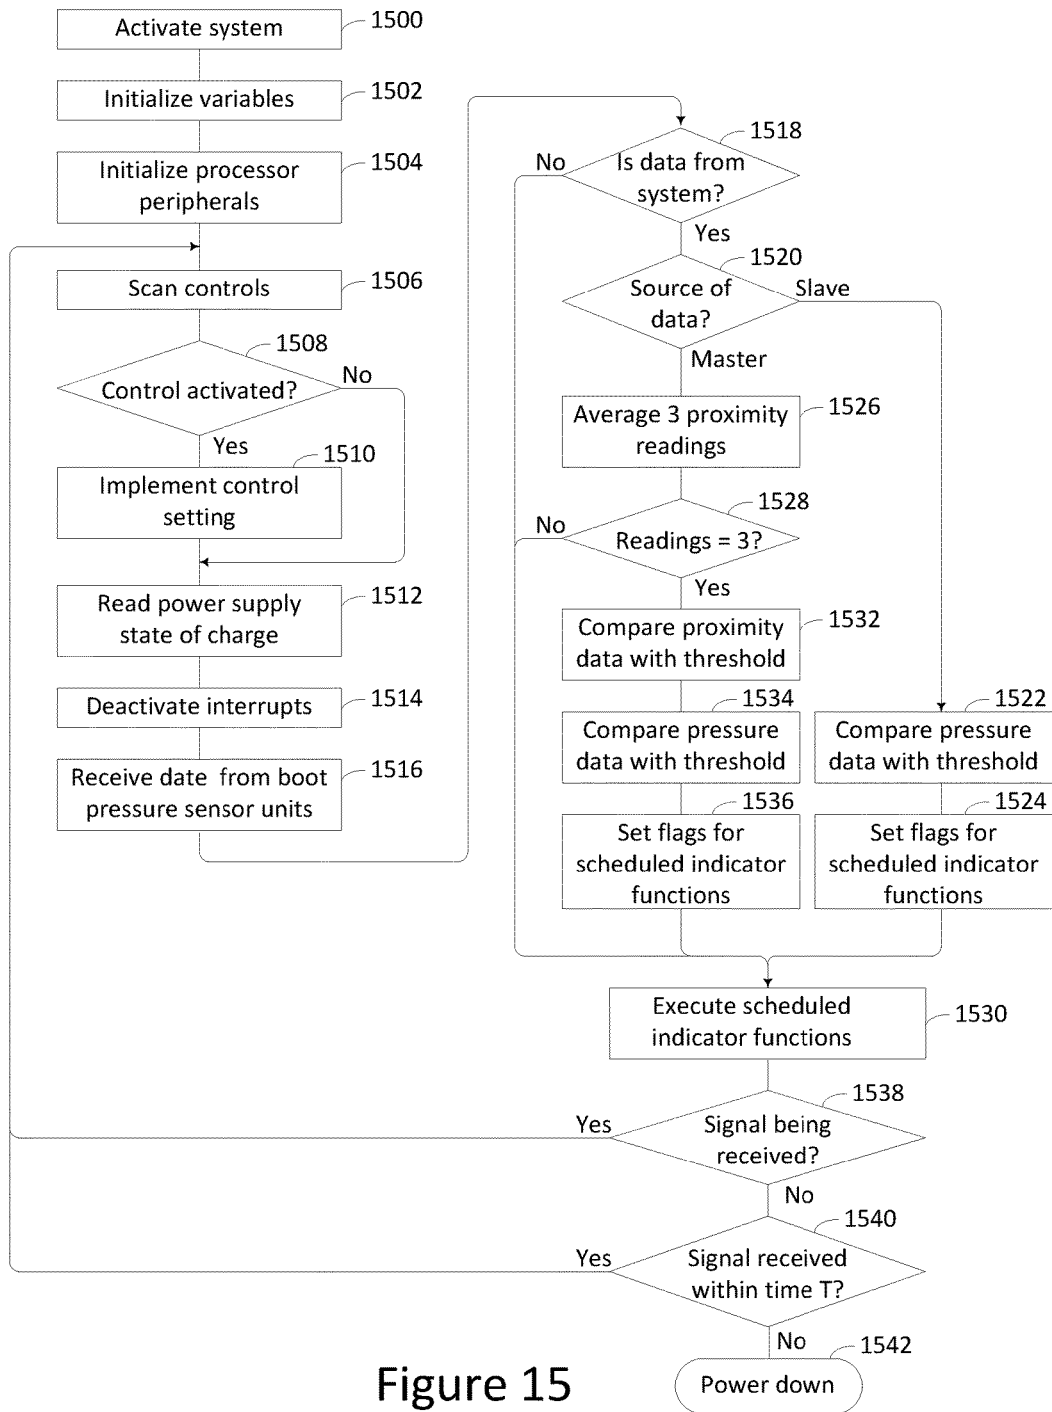 Activate system
1500
Initialize variables
1502
Initialize processor
peripherals
1504
Scan controls
1506
1508
Control activated?
No
Yes
1510
Implement control
setting
Read power supply
state of charge
1512
Deactivate interrupts
1514
Receive date from boot
pressure sensor units
1516
1518
No
Is data from
system?
Yes
1520
Source of
data?
Slave
Master
Average 3 proximity
readings
1526
1528
No
Readings = 3?
Yes
Compare proximity
data with threshold
1532
1534
Compare pressure
data with threshold
1536
Set flags for
scheduled indicator
functions
1522
Compare pressure
data with threshold
1524
Set flags for
scheduled indicator
functions
Execute scheduled
indicator functions
1530
1538
Yes
Signal being
received?
No
1540
Yes
Signal received
within time T?
No
1542
Power down
Figure 15